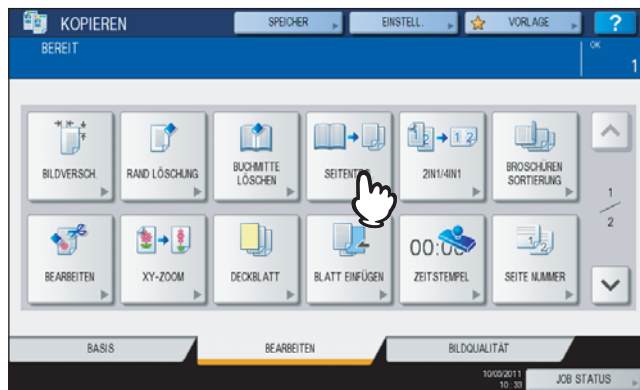 KOPIEREN
SPEICHER
EINSTELL.
VORLAGE
?
BEREIT
OK
1
BILDVERSCH.
RAND LÖSCHUNG
BUCHMITTE
LÖSCHEN
2IN1/4IN1
BROSCHÜREN
SORTIERUNG
1
2
BEARBEITEN
XY-ZOOM
DECKBLATT
BLATT EINFÜGEN
ZEITSTEMPEL
SEITE NUMMER
BASIS
BEARBEITEN
BILDQUALITÄT
10/05/2011
10:33
JOB STATUS